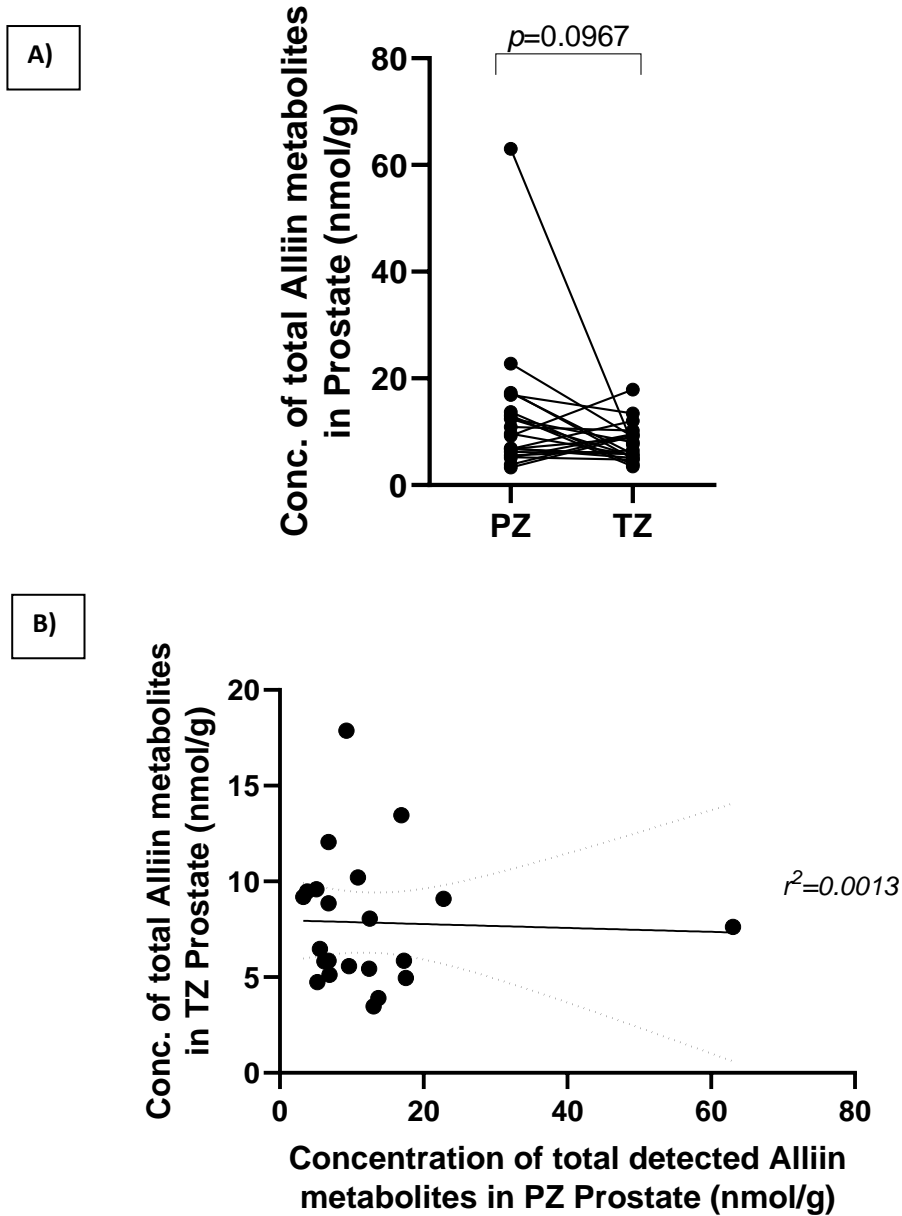 A)
Conc. of total Alliin metabolites
in Prostate (nmol/g)
p=0.0967
80
60
40
20
0
PZ
TZ
B)
Conc. of total Alliin metabolites
in TZ Prostate (nmol/g)
20
15
10
5
0
r²=0.0013
0
20
40
60
80
Concentration of total detected Alliin
metabolites in PZ Prostate (nmol/g)